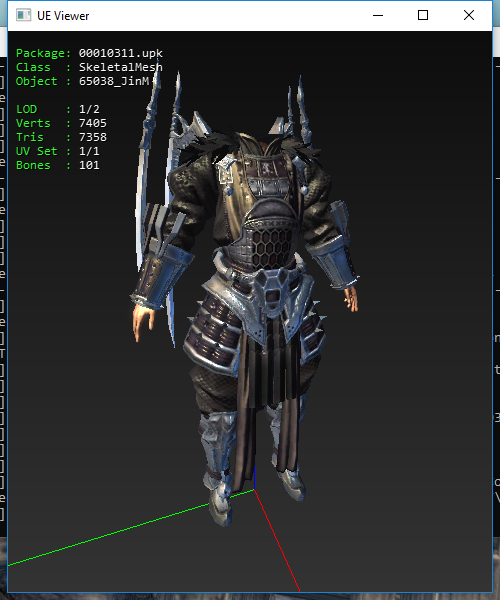 UE Viewer
Package: 00010311.upk
Class : SkeletalMesh
Object : 65038_JinM
LOD : 1/2
Verts : 7405
Tris : 7358
UV Set : 1/1
Bones : 101